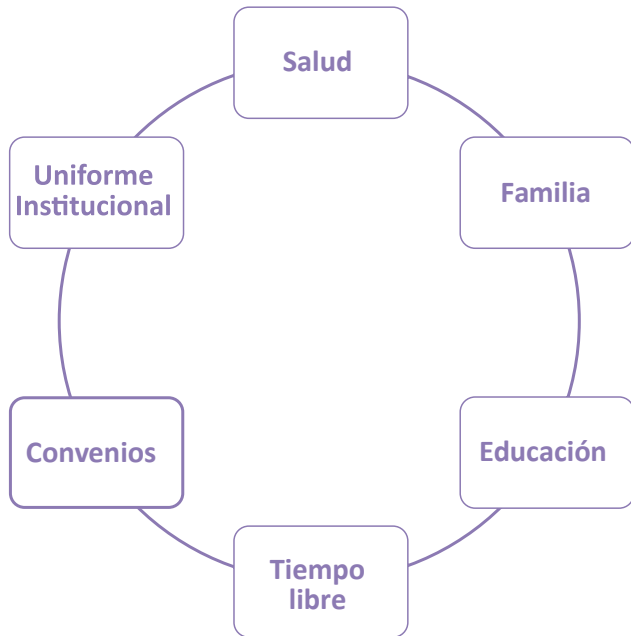 Salud
Familia
Educación
Tiempo
libre
Convenios
Uniforme
Institucional